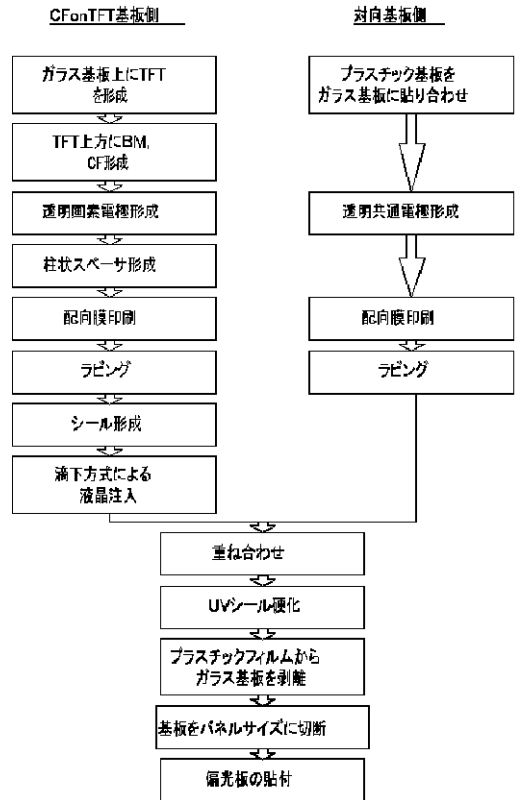 CFonTFT基板側
対向基板側
ガラス基板上にTFT
を形成
TFT上方にBM,
CF形成
透明画素電極形成
柱状スペーサ形成
配向膜印刷
ラビング
シール形成
滴下方式による
液晶注入
プラスチック基板を
ガラス基板に貼り合わせ
透明共通電極形成
配向膜印刷
ラビング
重ね合わせ
UVシール硬化
プラスチックフィルムから
ガラス基板を剥離
基板をパネルサイズに切断
偏光板の貼付